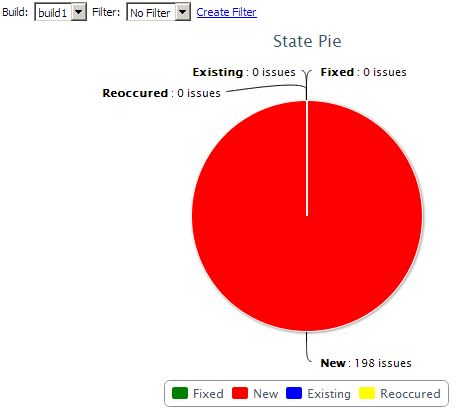 Build: build1 Filter: No Filter Create Filter
State Pie
Existing : 0 issues Fixed : 0 issues
Reoccured : 0 issues
New : 198 issues
Fixed New Existing Reoccured